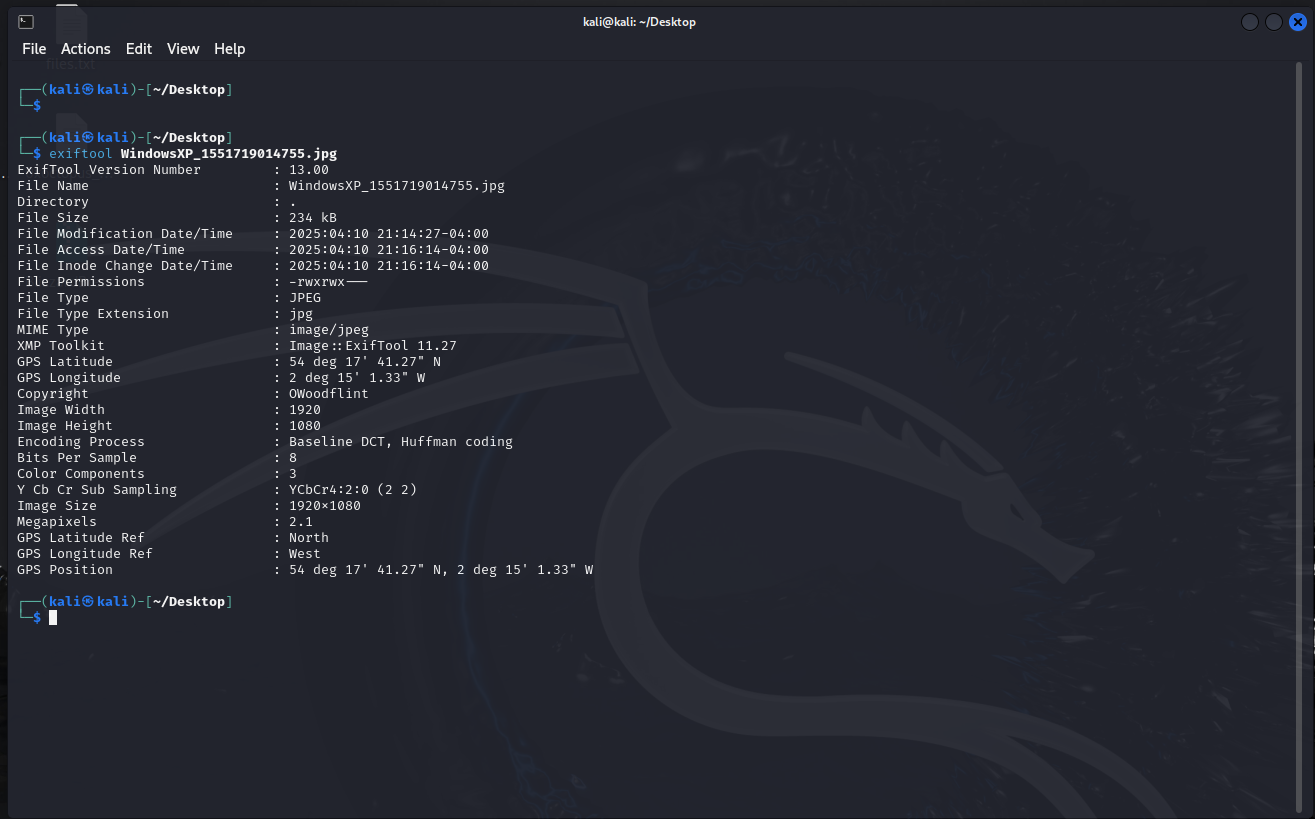 kali@kali: ~/Desktop
File Actions Edit View Help
files.txt
┌──(kali㉿kali)-[~/Desktop]
└─$
┌──(kali㉿kali)-[~/Desktop]
└─$ exiftool WindowsXP_1551719014755.jpg
ExifTool Version Number         : 13.00
File Name                       : WindowsXP_1551719014755.jpg
Directory                       : .
File Size                       : 234 kB
File Modification Date/Time     : 2025:04:10 21:14:27-04:00
File Access Date/Time           : 2025:04:10 21:16:14-04:00
File Inode Change Date/Time     : 2025:04:10 21:16:14-04:00
File Permissions                : -rwxrwx---
File Type                       : JPEG
File Type Extension             : jpg
MIME Type                       : image/jpeg
XMP Toolkit                     : Image::ExifTool 11.27
GPS Latitude                    : 54 deg 17' 41.27" N
GPS Longitude                   : 2 deg 15' 1.33" W
Copyright                       : OWoodflint
Image Width                     : 1920
Image Height                    : 1080
Encoding Process                : Baseline DCT, Huffman coding
Bits Per Sample                 : 8
Color Components                : 3
Y Cb Cr Sub Sampling            : YCbCr4:2:0 (2 2)
Image Size                      : 1920×1080
Megapixels                      : 2.1
GPS Latitude Ref                : North
GPS Longitude Ref               : West
GPS Position                    : 54 deg 17' 41.27" N, 2 deg 15' 1.33" W
┌──(kali㉿kali)-[~/Desktop]
└─$